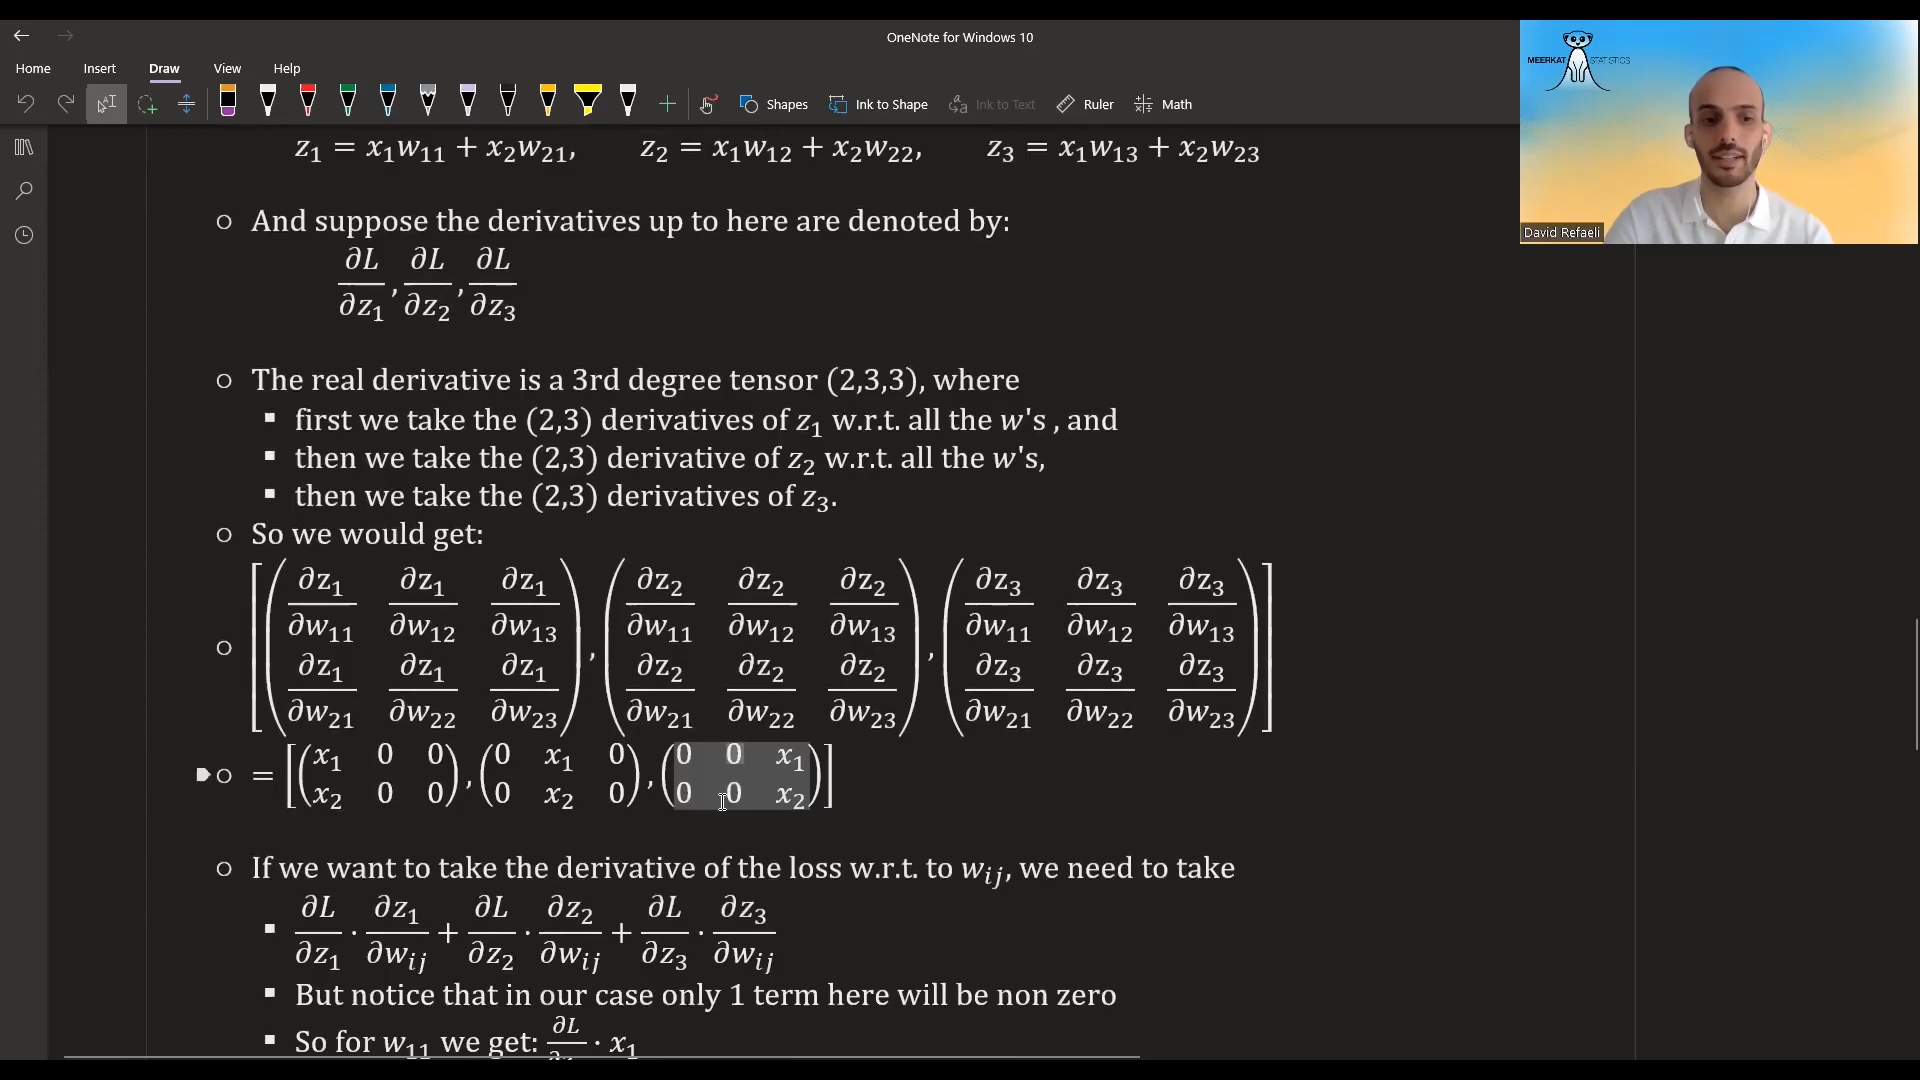 OneNote for Windows 10
Home Insert Draw View Help
Shapes Ink to Shape Ink to Text Ruler Math
MEERKAT STATISTICS
David Refaeli
z₁ = x₁w₁₁ + x₂w₂₁, z₂ = x₁w₁₂ + x₂w₂₂, z₃ = x₁w₁₃ + x₂w₂₃
○ And suppose the derivatives up to here are denoted by:
∂L/∂z₁, ∂L/∂z₂, ∂L/∂z₃
○ The real derivative is a 3rd degree tensor (2,3,3), where
▪ first we take the (2,3) derivatives of z₁ w.r.t. all the w's , and
▪ then we take the (2,3) derivative of z₂ w.r.t. all the w's,
▪ then we take the (2,3) derivatives of z₃.
○ So we would get:
○ [(∂z₁/∂w₁₁ ∂z₁/∂w₁₂ ∂z₁/∂w₁₃; ∂z₁/∂w₂₁ ∂z₁/∂w₂₂ ∂z₁/∂w₂₃), (∂z₂/∂w₁₁ ∂z₂/∂w₁₂ ∂z₂/∂w₁₃; ∂z₂/∂w₂₁ ∂z₂/∂w₂₂ ∂z₂/∂w₂₃), (∂z₃/∂w₁₁ ∂z₃/∂w₁₂ ∂z₃/∂w₁₃; ∂z₃/∂w₂₁ ∂z₃/∂w₂₂ ∂z₃/∂w₂₃)]
○ = [(x₁ 0 0; x₂ 0 0), (0 x₁ 0; 0 x₂ 0), (0 0 x₁; 0 0 x₂)]
○ If we want to take the derivative of the loss w.r.t. to wᵢⱼ, we need to take
▪ ∂L/∂z₁ · ∂z₁/∂wᵢⱼ + ∂L/∂z₂ · ∂z₂/∂wᵢⱼ + ∂L/∂z₃ · ∂z₃/∂wᵢⱼ
▪ But notice that in our case only 1 term here will be non zero
▪ So for w₁₁ we get: ∂L · x₁